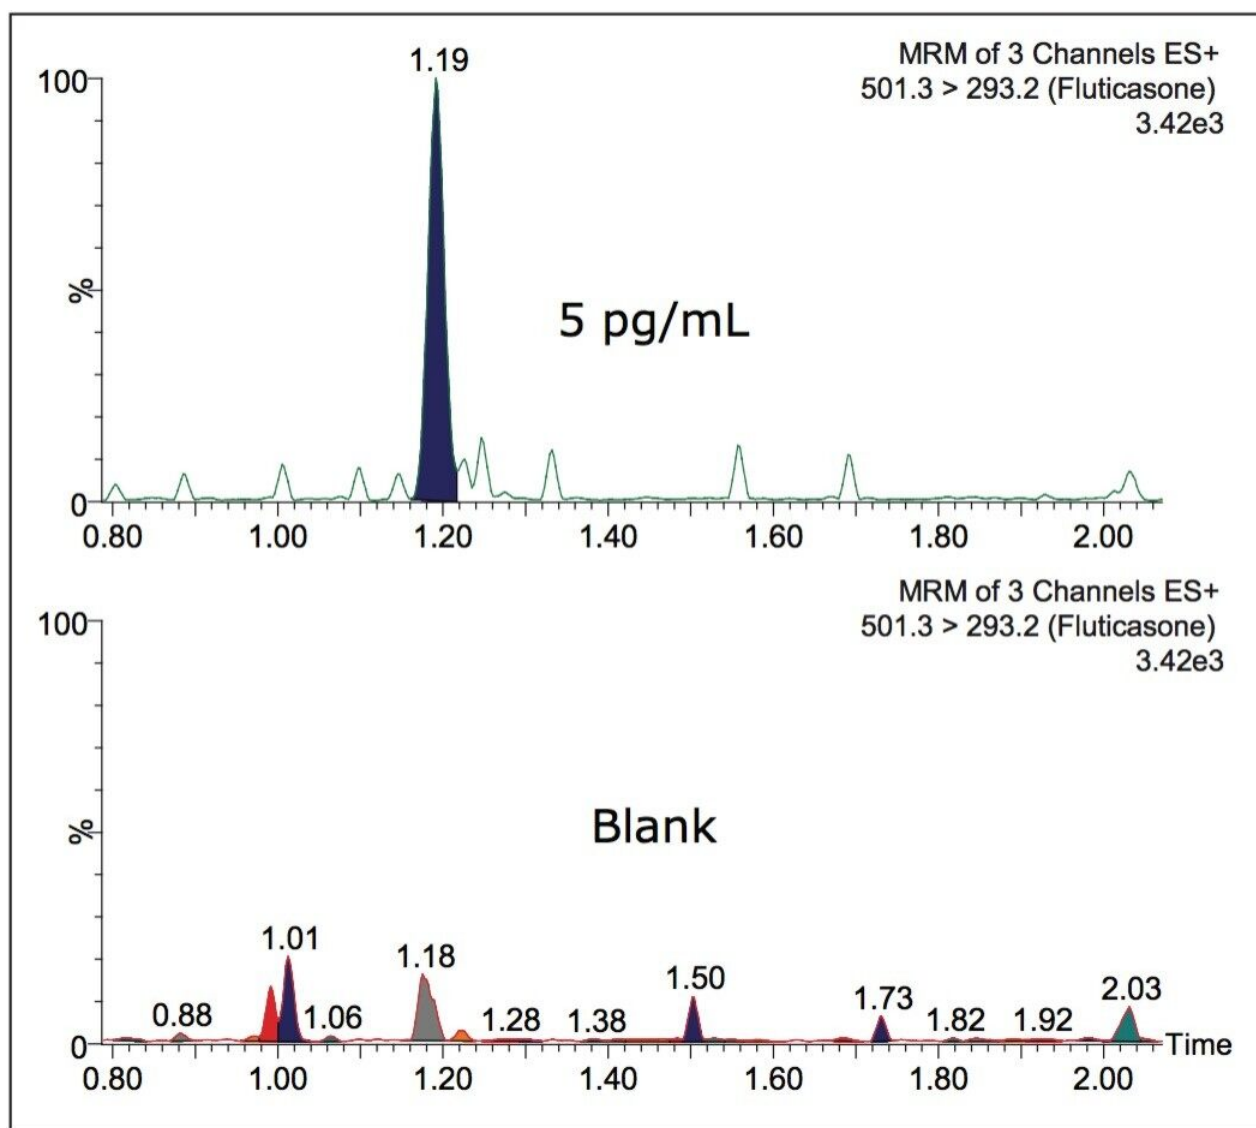 1.19
MRM of 3 Channels ES+
501.3 > 293.2 (Fluticasone)
3.42e3
100
%
5 pg/mL
0
0.80 1.00 1.20 1.40 1.60 1.80 2.00
MRM of 3 Channels ES+
501.3 > 293.2 (Fluticasone)
3.42e3
100
%
Blank
1.01
1.18
1.50
2.03
1.73
0.88 1.06 1.28 1.38 1.82 1.92
0
Time
0.80 1.00 1.20 1.40 1.60 1.80 2.00